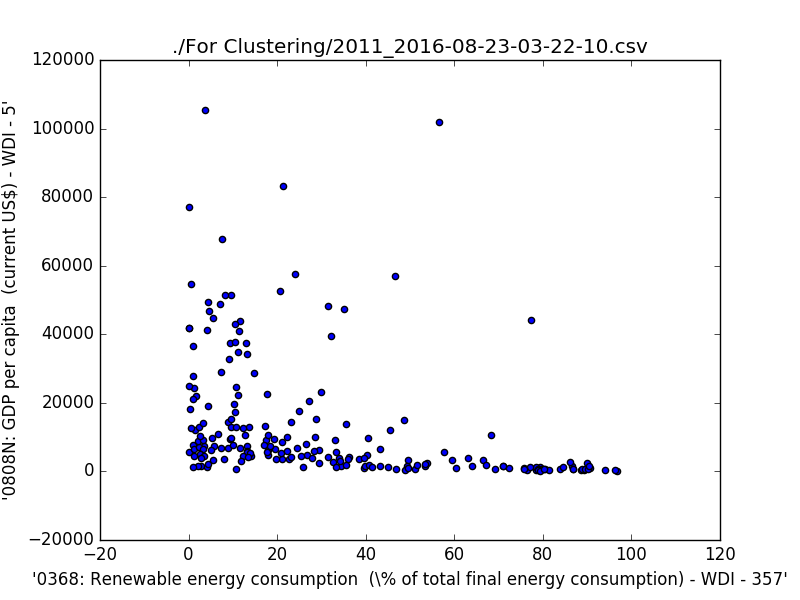 ./For Clustering/2011_2016-08-23-03-22-10.csv
120000
100000
80000
60000
40000
20000
0
−20000
'0808N: GDP per capita  (current US$) - WDI - 5'
−20 0 20 40 60 80 100 120
'0368: Renewable energy consumption  (\% of total final energy consumption) - WDI - 357'